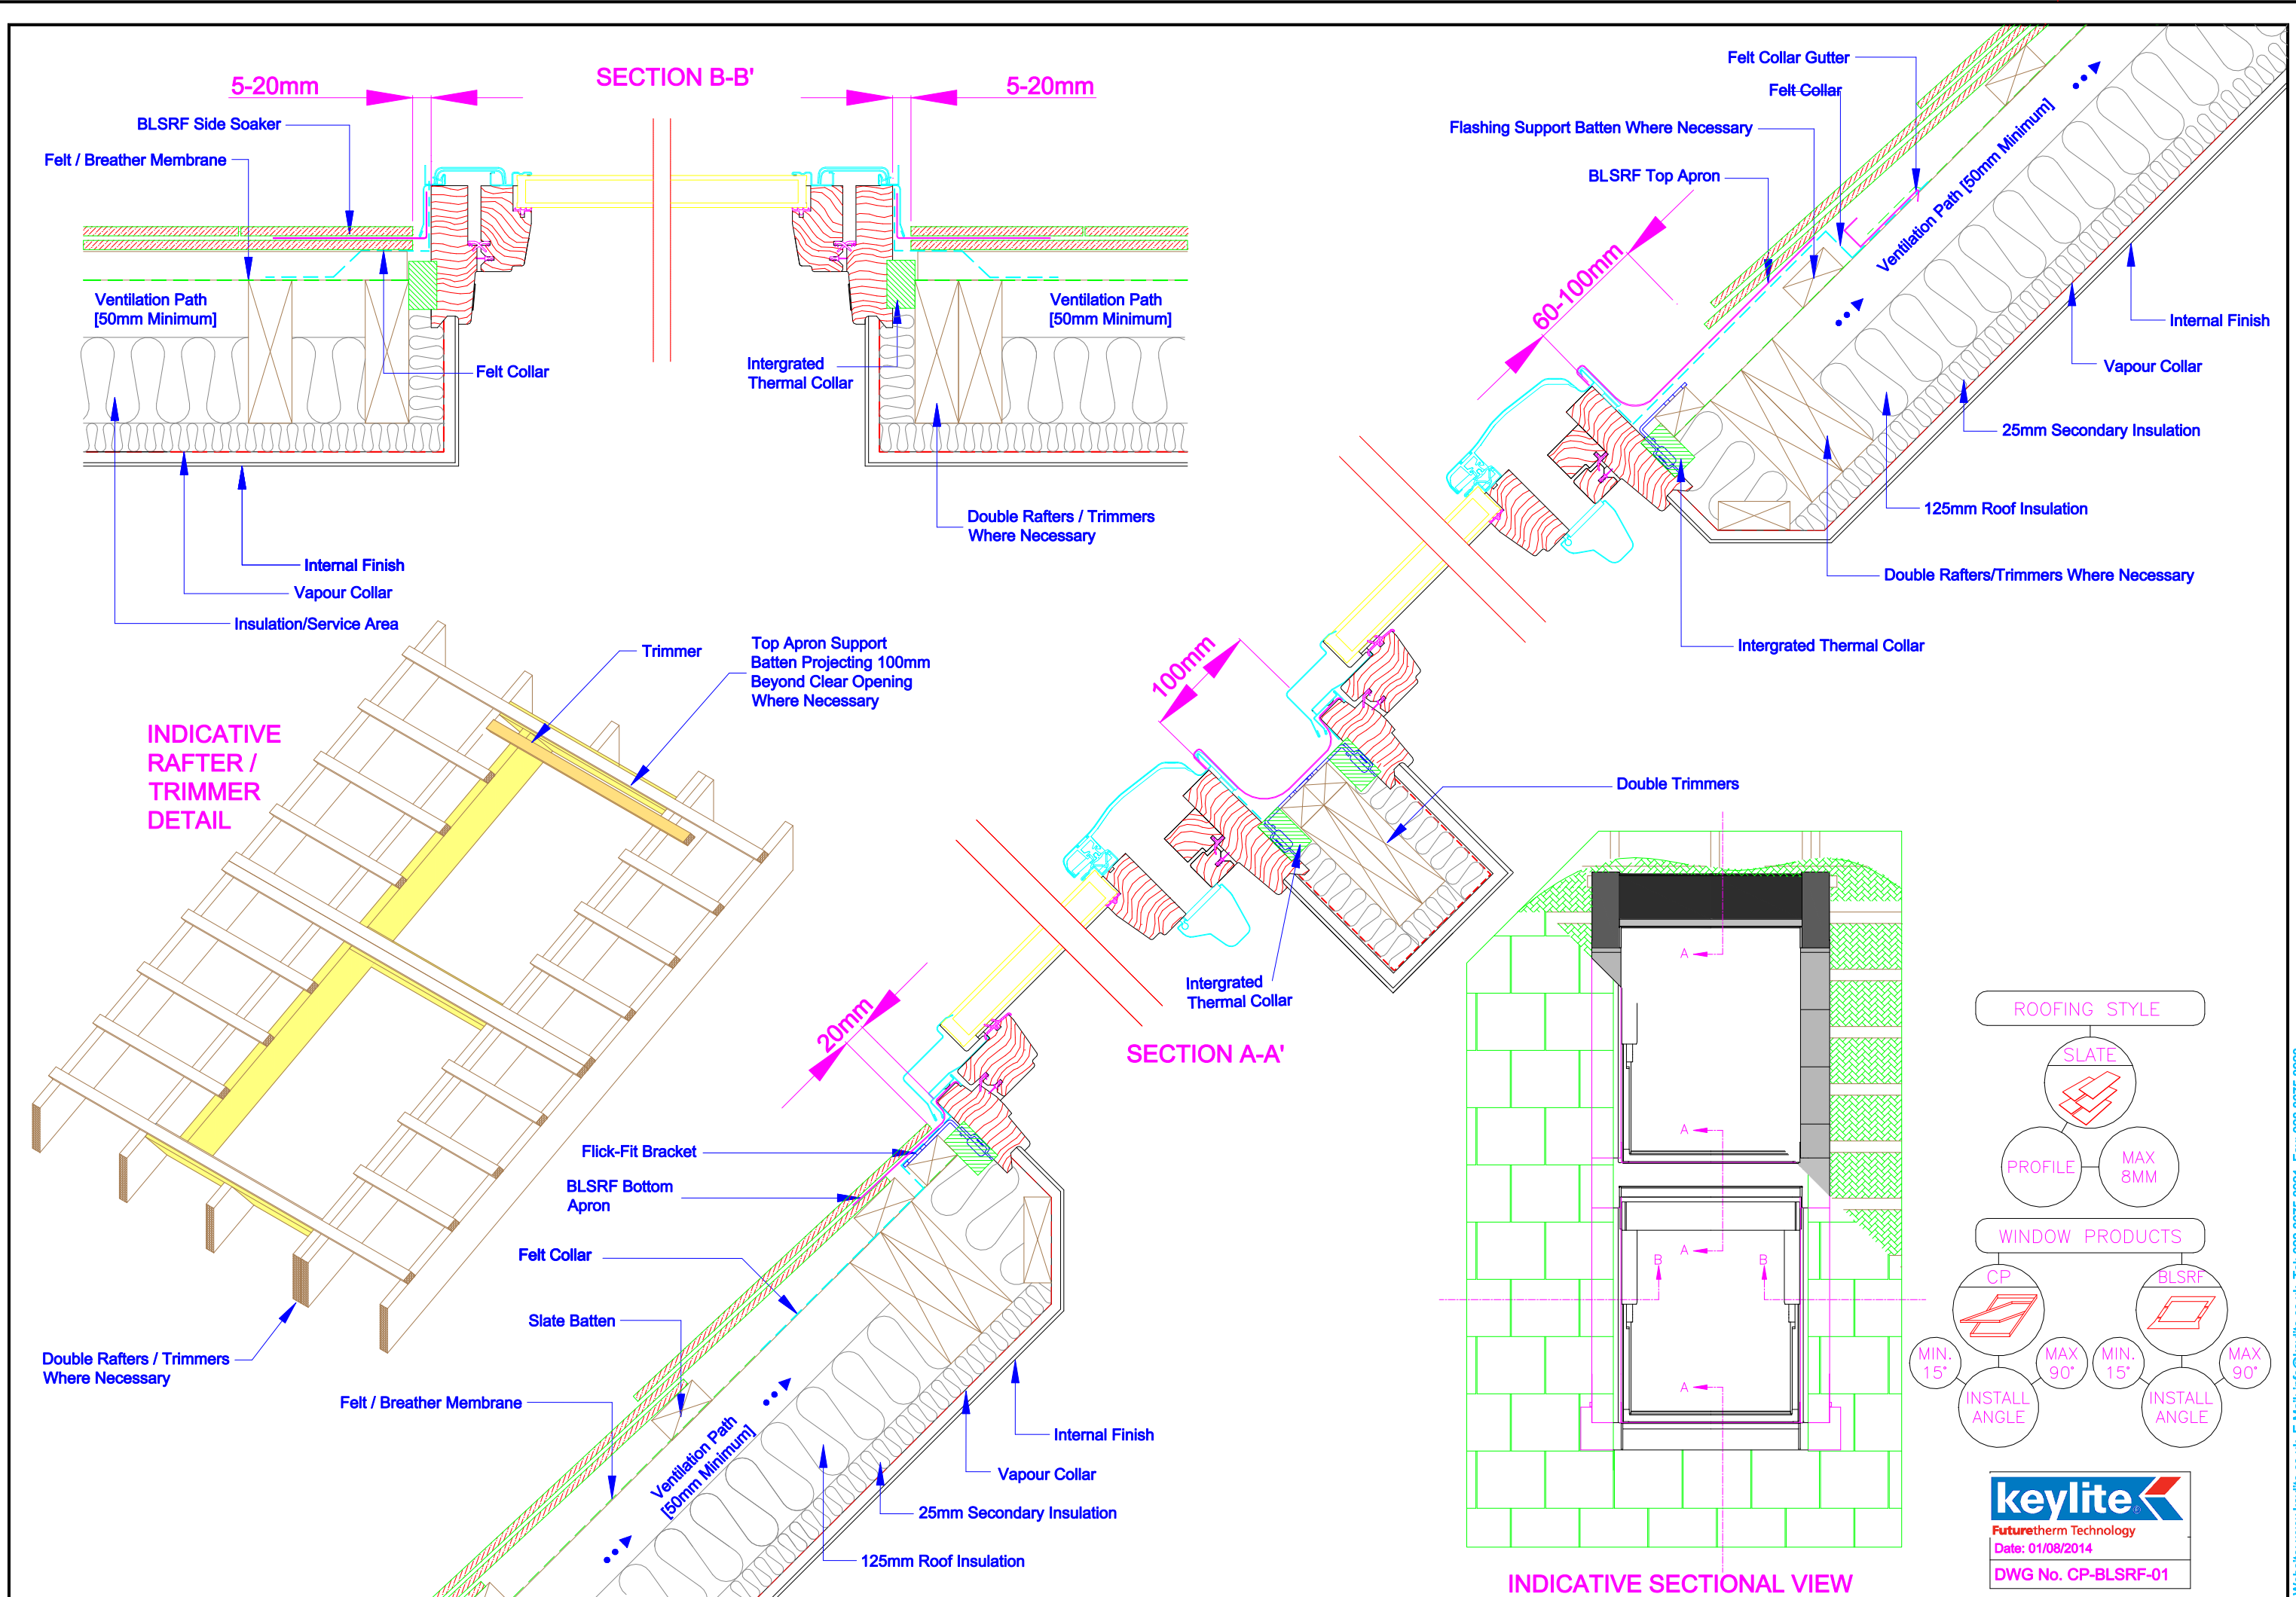 SECTION B-B'
5-20mm
5-20mm
BLSRF Side Soaker
Felt / Breather Membrane
Ventilation Path
[50mm Minimum]
Felt Collar
Intergrated
Thermal Collar
Ventilation Path
[50mm Minimum]
Double Rafters / Trimmers
Where Necessary
Internal Finish
Vapour Collar
Insulation/Service Area
Felt Collar Gutter
Felt Collar
Flashing Support Batten Where Necessary
BLSRF Top Apron
60-100mm
Ventilation Path [50mm Minimum]
Internal Finish
Vapour Collar
25mm Secondary Insulation
125mm Roof Insulation
Double Rafters/Trimmers Where Necessary
Intergrated Thermal Collar
INDICATIVE
RAFTER /
TRIMMER
DETAIL
Trimmer
Top Apron Support
Batten Projecting 100mm
Beyond Clear Opening
Where Necessary
Double Rafters / Trimmers
Where Necessary
100mm
Double Trimmers
Intergrated
Thermal Collar
SECTION A-A'
20mm
Flick-Fit Bracket
BLSRF Bottom
Apron
Felt Collar
Slate Batten
Felt / Breather Membrane
Ventilation Path
[50mm Minimum]
Internal Finish
Vapour Collar
25mm Secondary Insulation
125mm Roof Insulation
A
A
A
B
B
A
INDICATIVE SECTIONAL VIEW
ROOFING STYLE
SLATE
PROFILE
MAX
8MM
WINDOW PRODUCTS
CP
BLSRF
MIN.
15°
MAX
90°
MIN.
15°
MAX
90°
INSTALL
ANGLE
INSTALL
ANGLE
keylite®
Futuretherm Technology
Date: 01/08/2014
DWG No. CP-BLSRF-01